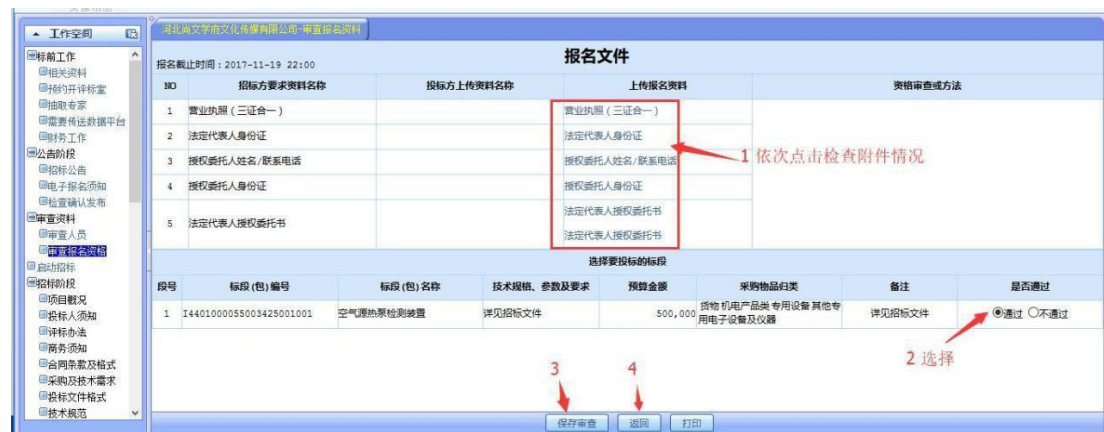 工作空间
标前工作
相关资料
预约开评标室
抽取专家
需要传送数据平台
财务工作
公告阶段
招标公告
电子报名须知
检查确认发布
审查资料
审查人员
审查报名资格
启动招标
招标阶段
项目概况
投标人须知
评标办法
商务须知
合同条款及格式
采购及技术需求
投标文件格式
技术规范
河北尚文学府文化传媒有限公司-审查报名资料
报名文件
报名截止时间：2017-11-19 22:00
NO 招标方要求资料名称 投标方上传资料名称 上传报名资料 资格审查或方法
1 营业执照（三证合一） 营业执照（三证合一）
2 法定代表人身份证 法定代表人身份证
3 授权委托人姓名/联系电话 授权委托人姓名/联系电话
4 授权委托人身份证 授权委托人身份证
5 法定代表人授权委托书 法定代表人授权委托书
法定代表人授权委托书
1 依次点击检查附件情况
选择要投标的标段
段号 标段(包)编号 标段(包)名称 技术规格、参数及要求 预算金额 采购物品归类 备注 是否通过
1 I4401000055003425001001 空气源热泵检测装置 详见招标文件 500,000 货物 机电产品类 专用设备 其他专用电子设备及仪器 详见招标文件 通过 不通过
2 选择
3 4
保存审查 返回 打印